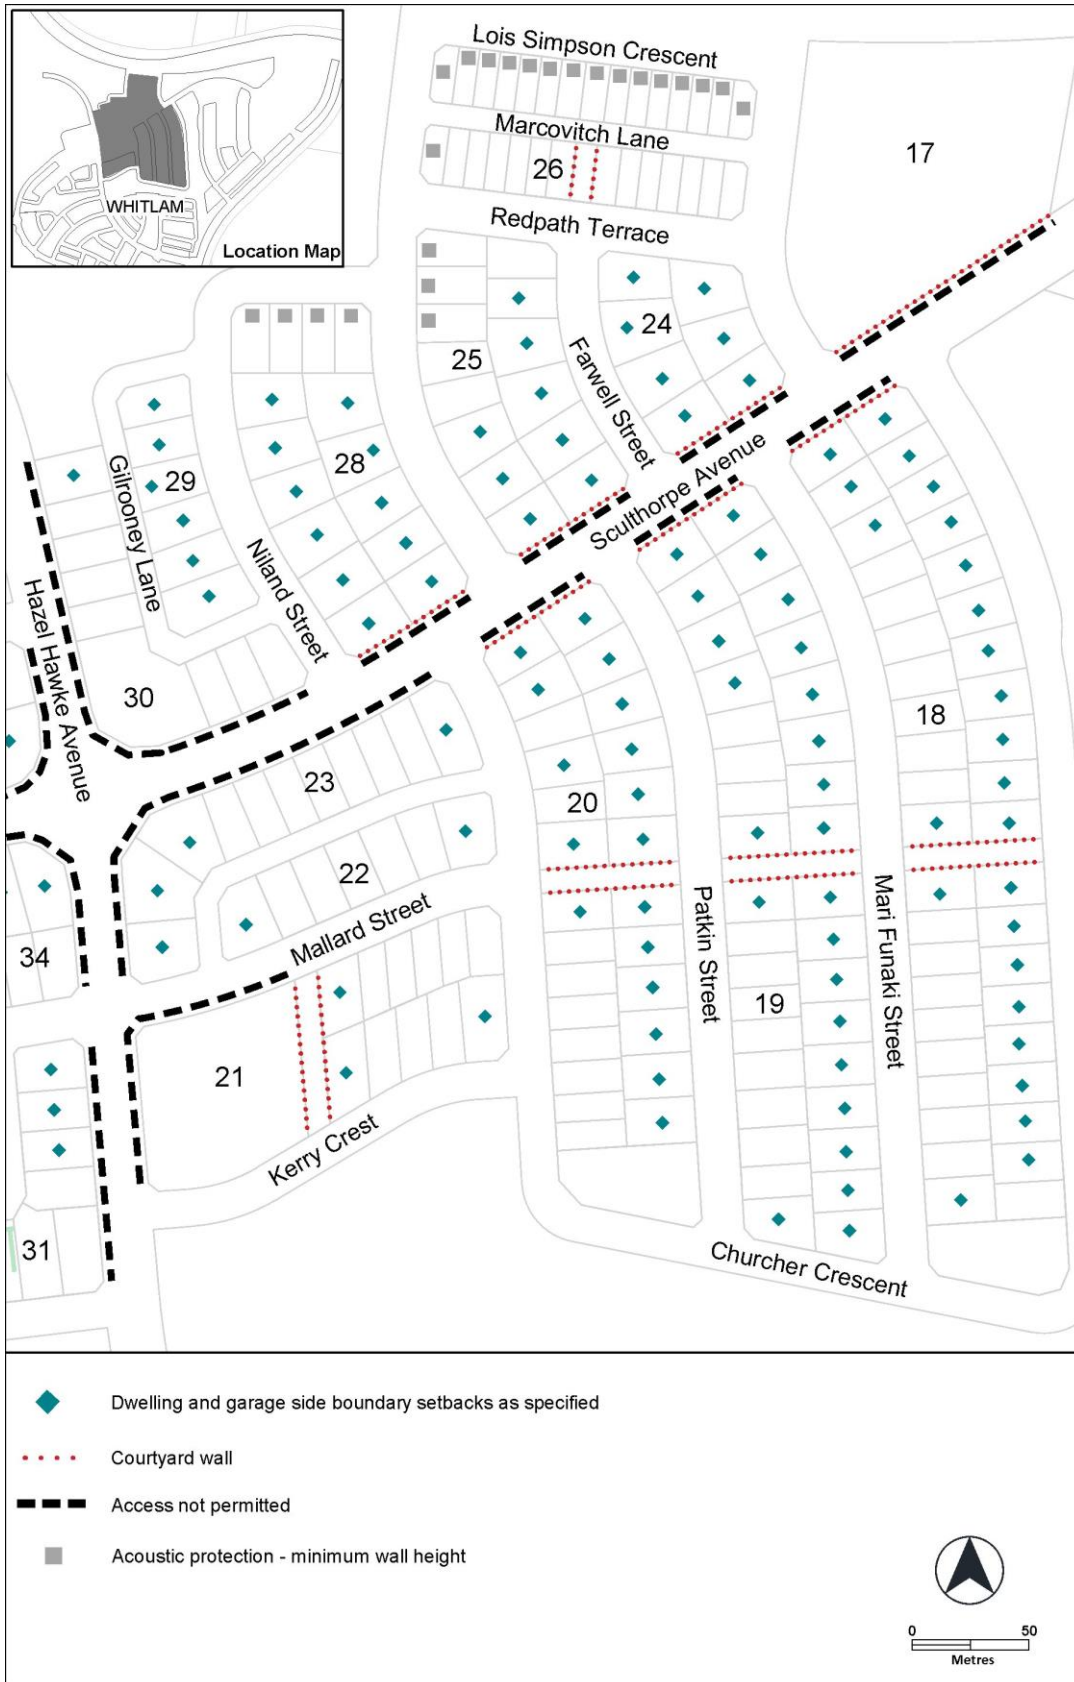 Lois Simpson Crescent
Marcovitch Lane
17
26
WHITLAM
Redpath Terrace
Location Map
24
25
Farwell Street
28
29
Gilrooney Lane
Sculthorpe Avenue
Niland Street
Hazel Hawke Avenue
30
18
23
20
22
Mallard Street
Patkin Street
Mari Funaki Street
34
19
21
Kerry Crest
31
Churcher Crescent
Dwelling and garage side boundary setbacks as specified
Courtyard wall
Access not permitted
Acoustic protection - minimum wall height
0 50
Metres